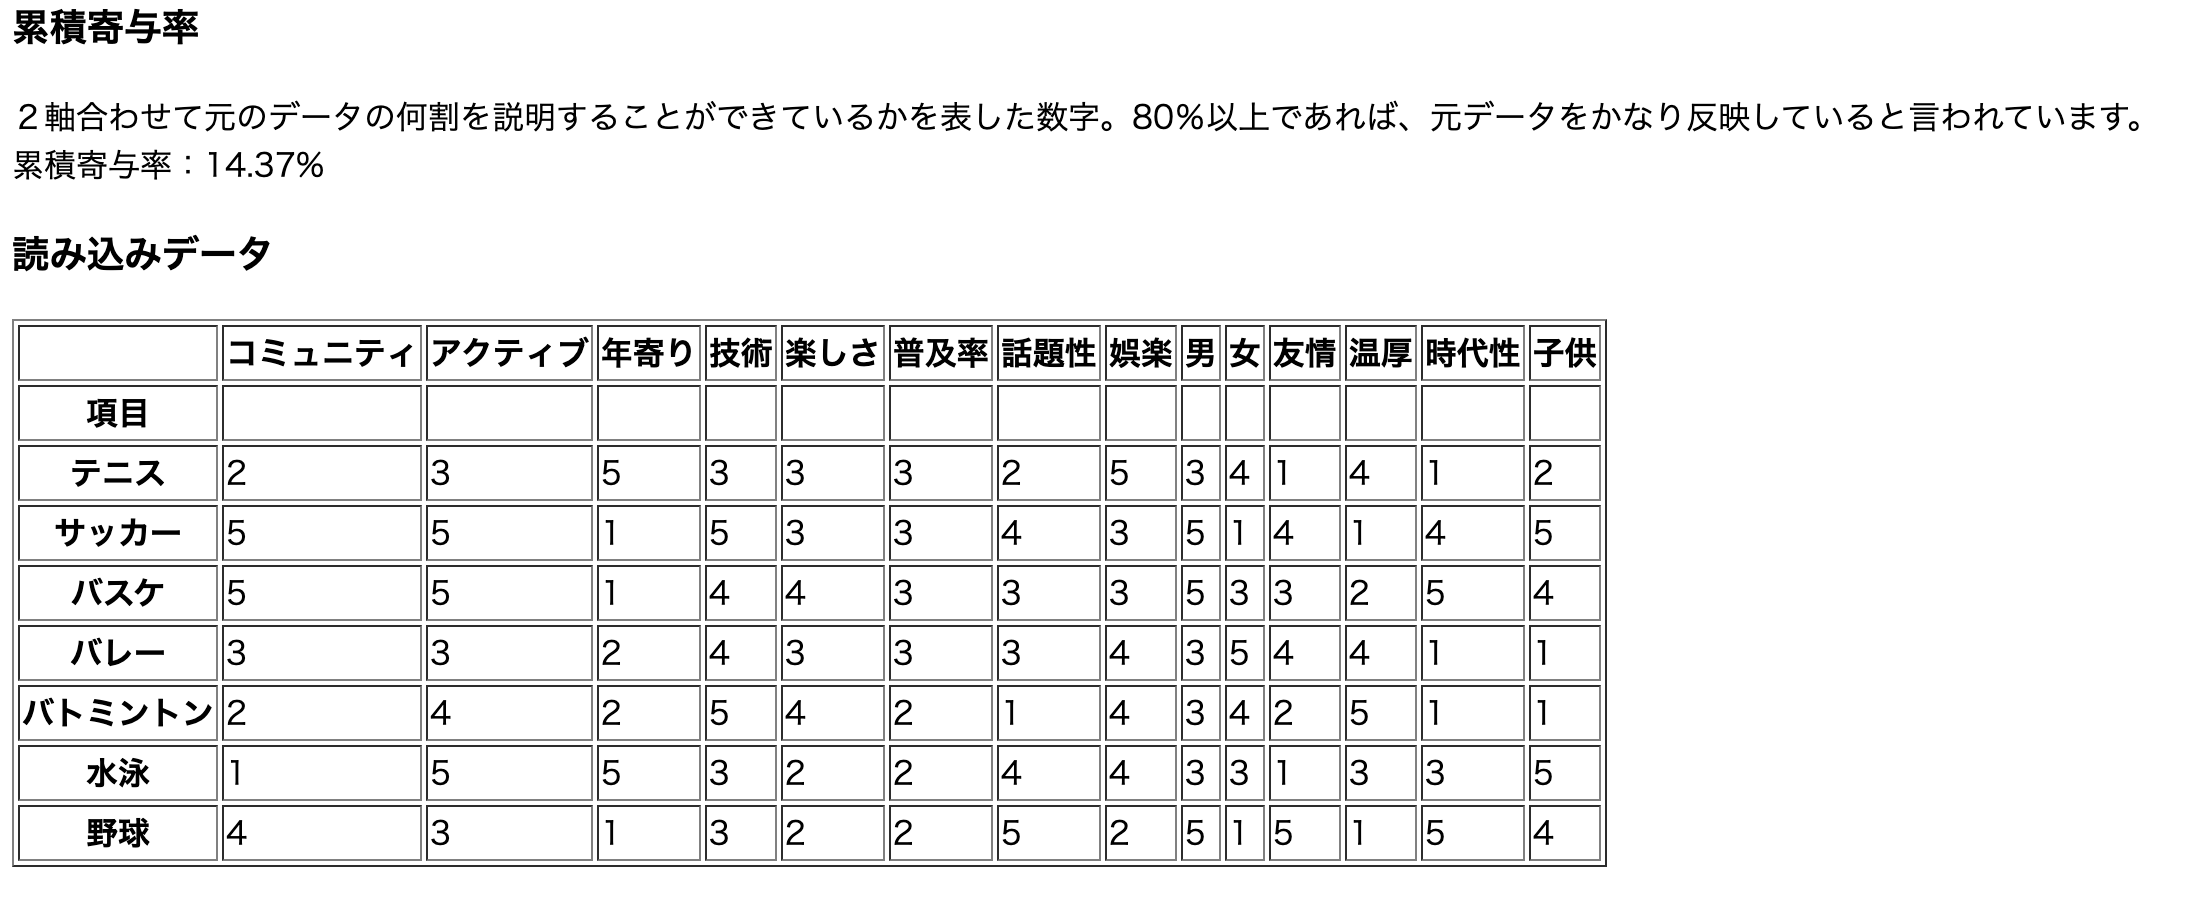 累積寄与率
２軸合わせて元のデータの何割を説明することができているかを表した数字。80%以上であれば、元データをかなり反映していると言われています。
累積寄与率：14.37%
読み込みデータ
コミュニティ アクティブ 年寄り 技術 楽しさ 普及率 話題性 娯楽 男 女 友情 温厚 時代性 子供
項目
テニス 2 3 5 3 3 3 2 5 3 4 1 4 1 2
サッカー 5 5 1 5 3 3 4 3 5 1 4 1 4 5
バスケ 5 5 1 4 4 3 3 3 5 3 3 2 5 4
バレー 3 3 2 4 3 3 3 4 3 5 4 4 1 1
バトミントン 2 4 2 5 4 2 1 4 3 4 2 5 1 1
水泳 1 5 5 3 2 2 4 4 3 3 1 3 3 5
野球 4 3 1 3 2 2 5 2 5 1 5 1 5 4